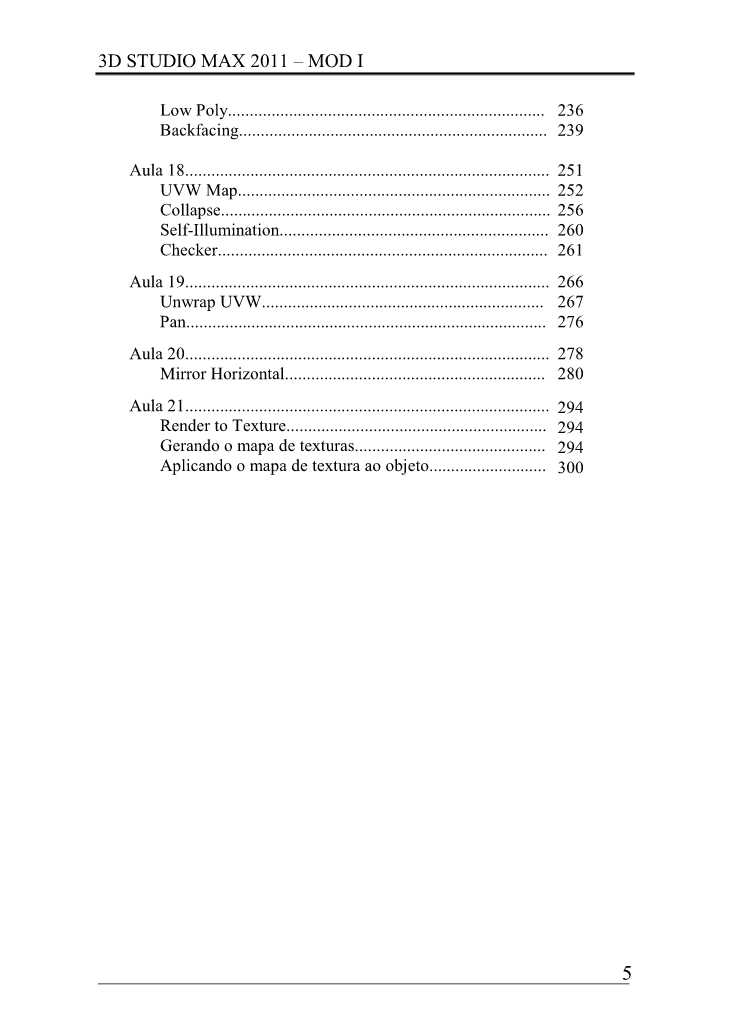 3D STUDIO MAX 2011 – MOD I
Low Poly......................................................................... 236
Backfacing....................................................................... 239
Aula 18.................................................................................... 251
UVW Map........................................................................ 252
Collapse............................................................................ 256
Self-Illumination.............................................................. 260
Checker............................................................................ 261
Aula 19.................................................................................... 266
Unwrap UVW................................................................. 267
Pan................................................................................... 276
Aula 20.................................................................................... 278
Mirror Horizontal............................................................ 280
Aula 21.................................................................................... 294
Render to Texture............................................................ 294
Gerando o mapa de texturas............................................ 294
Aplicando o mapa de textura ao objeto........................... 300
5